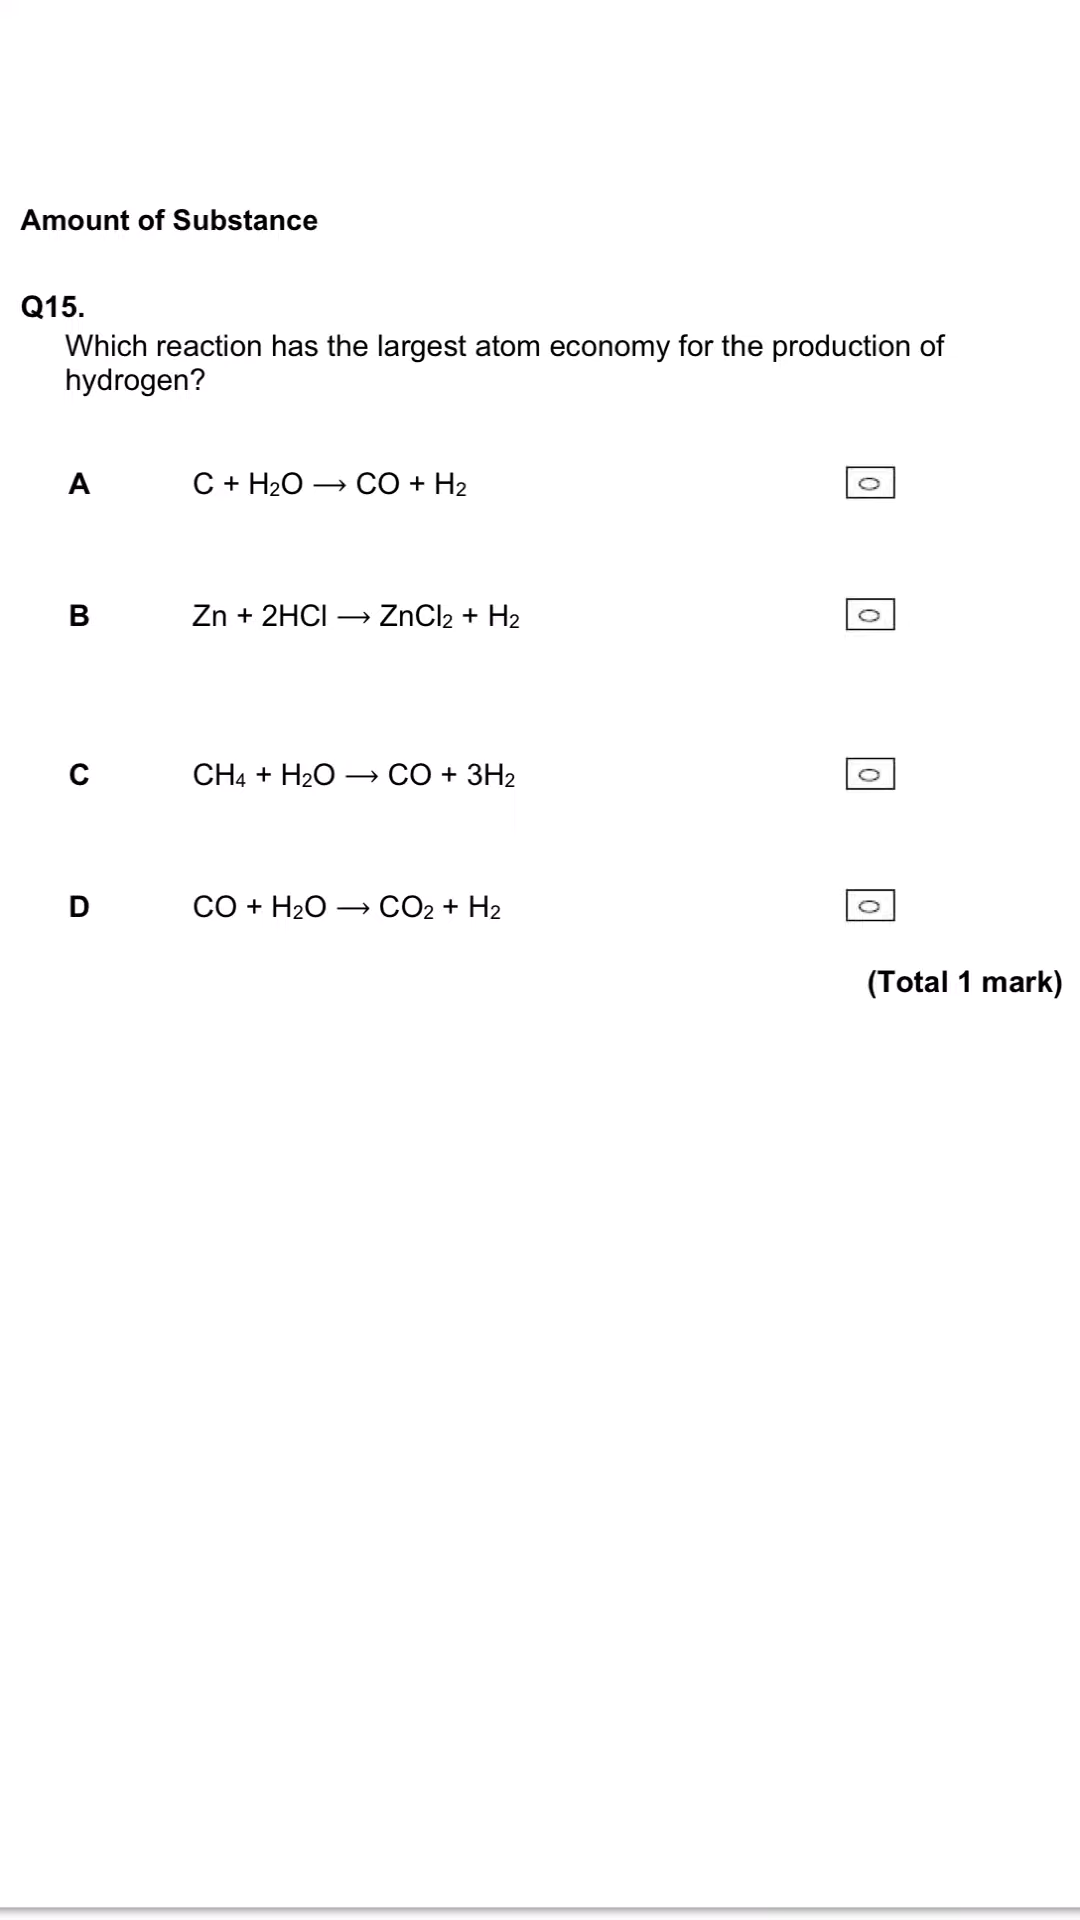 Amount of Substance
Q15.
Which reaction has the largest atom economy for the production of
hydrogen?
A C + H₂O ⟶ CO + H₂
B Zn + 2HCl ⟶ ZnCl₂ + H₂
C CH₄ + H₂O ⟶ CO + 3H₂
D CO + H₂O ⟶ CO₂ + H₂
(Total 1 mark)